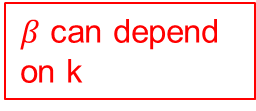 β can depend
on k